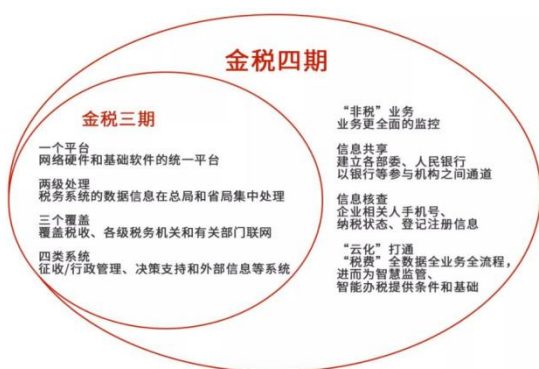 金税四期
金税三期
一个平台
网络硬件和基础软件的统一平台
两级处理
税务系统的数据信息在总局和省局集中处理
三个覆盖
覆盖税收、各级税务机关和有关部门联网
四类系统
征收/行政管理、决策支持和外部信息等系统
“非税”业务
业务更全面的监控
信息共享
建立各部委、人民银行
以银行等参与机构之间通道
信息核查
企业相关人手机号、
纳税状态、登记注册信息
“云化”打通
“税费”全数据全业务全流程，
进而为智慧监管、
智能办税提供条件和基础